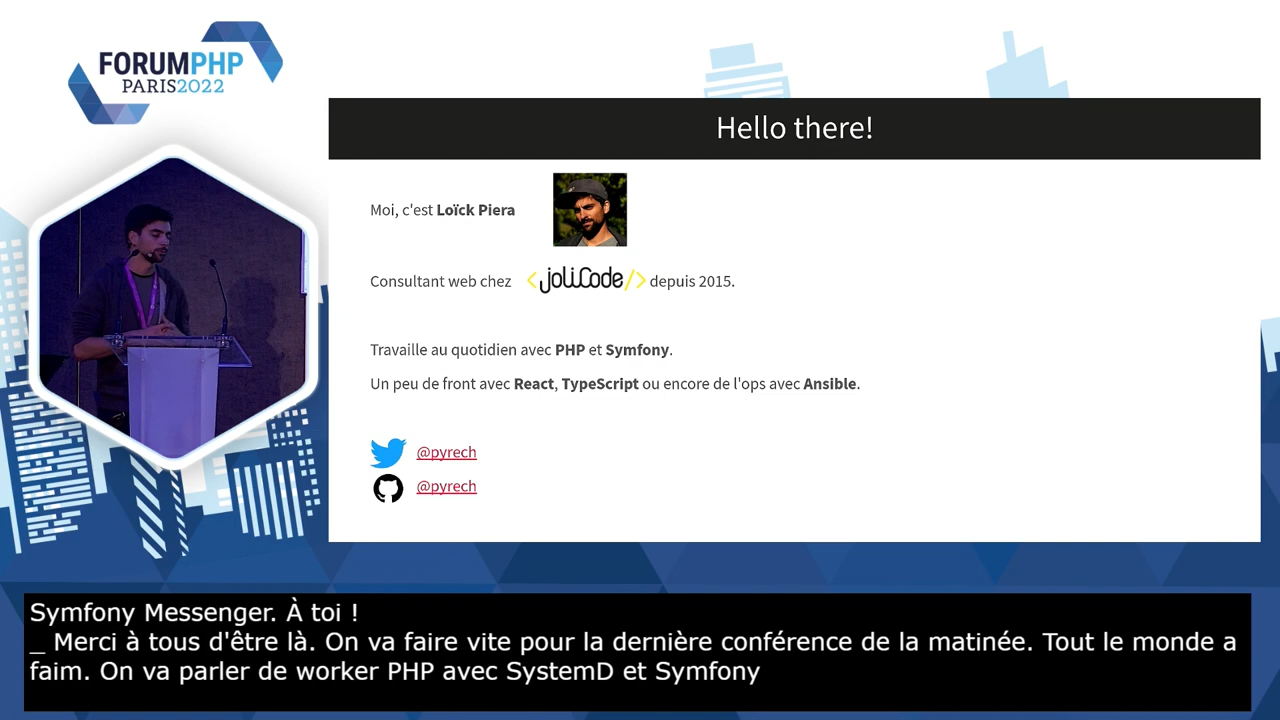 FORUMPHP
PARIS2022
Hello there!
Moi, c'est Loïck Piera
Consultant web chez <joliCode/> depuis 2015.
Travaille au quotidien avec PHP et Symfony.
Un peu de front avec React, TypeScript ou encore de l'ops avec Ansible.
@pyrech
@pyrech
Symfony Messenger. À toi !
_ Merci à tous d'être là. On va faire vite pour la dernière conférence de la matinée. Tout le monde a
faim. On va parler de worker PHP avec SystemD et Symfony